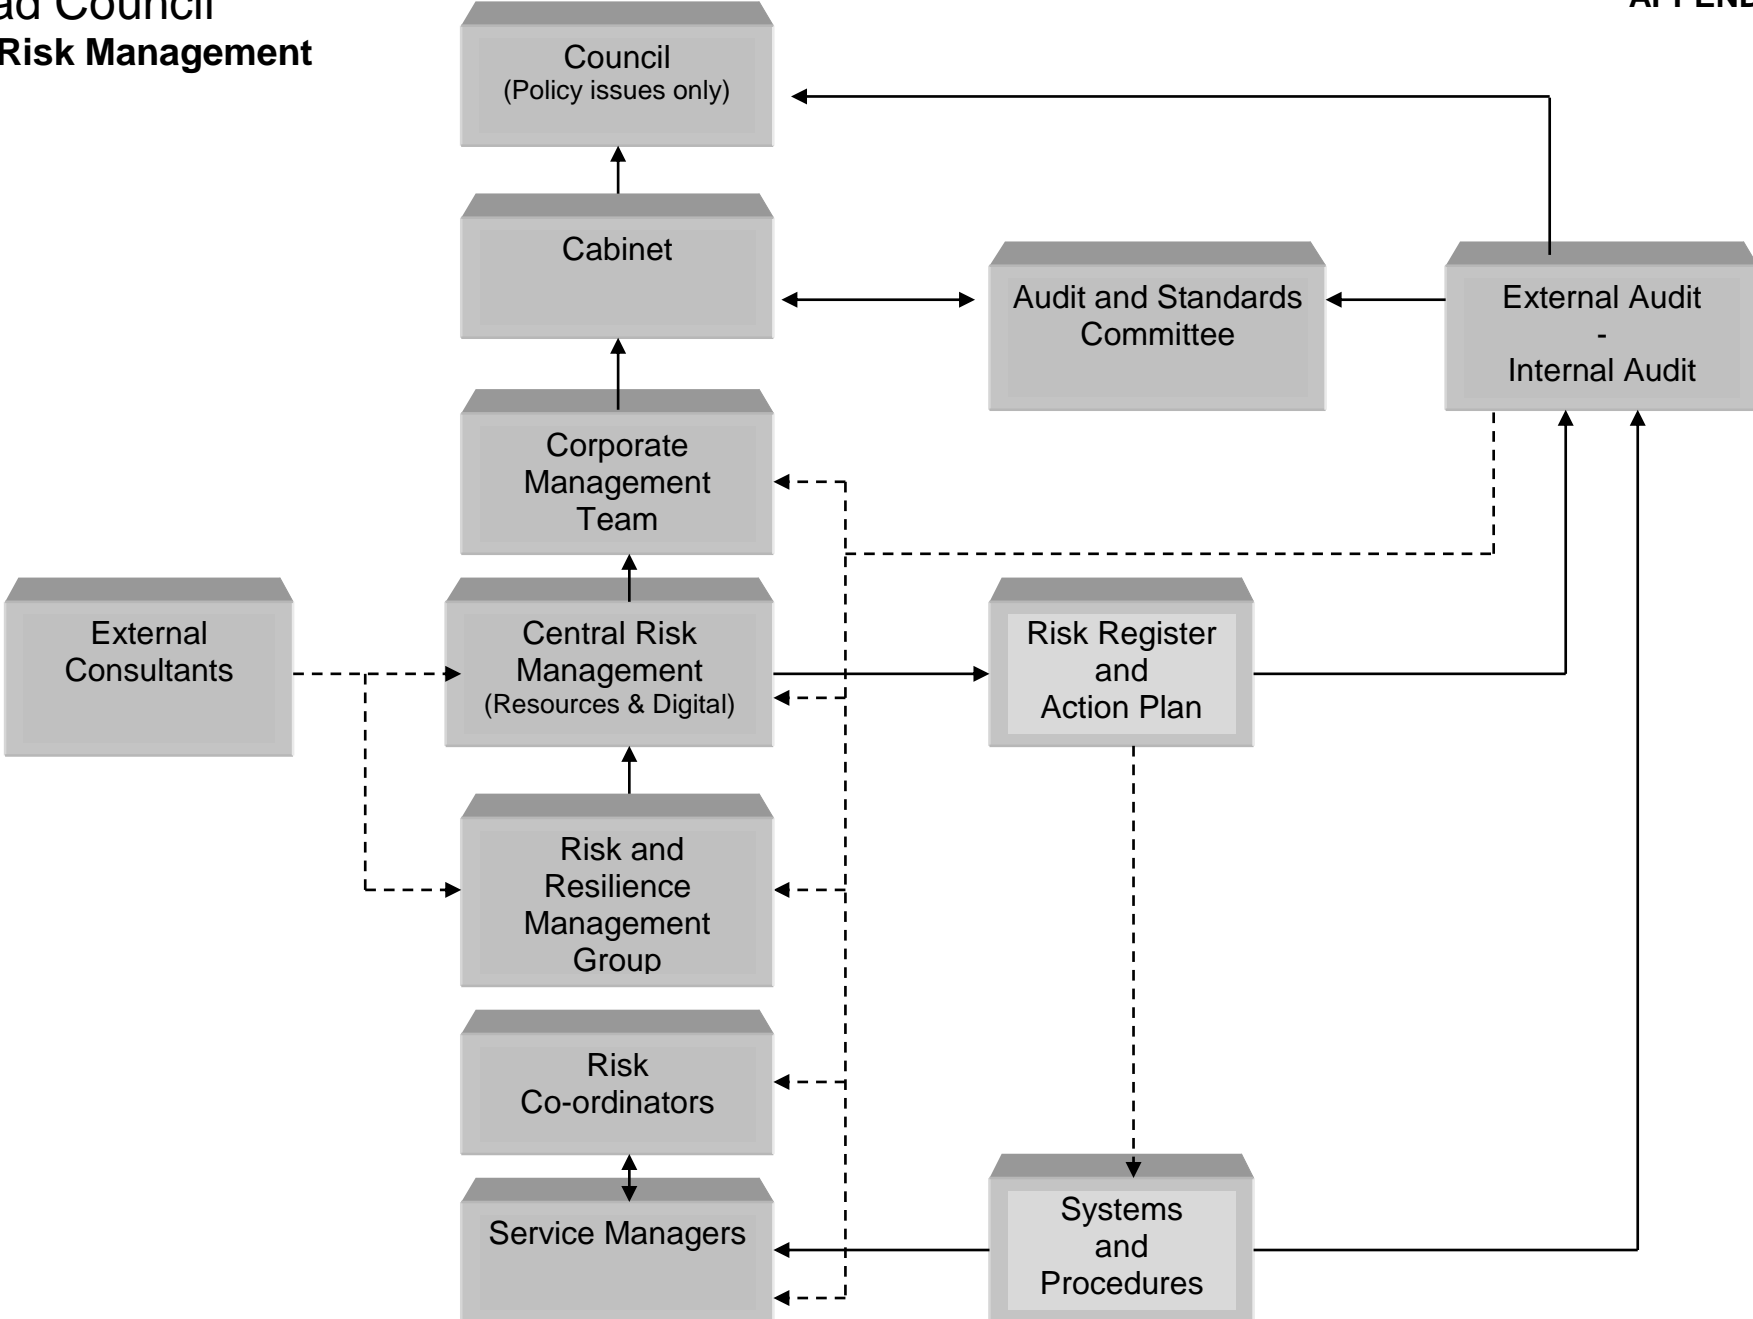 Council
Risk Management
Council
(Policy issues only)
Cabinet
Audit and Standards
Committee
External Audit
-
Internal Audit
Corporate
Management
Team
External
Consultants
Central Risk
Management
(Resources & Digital)
Risk Register
and
Action Plan
Risk and
Resilience
Management
Group
Risk
Co-ordinators
Service Managers
Systems
and
Procedures